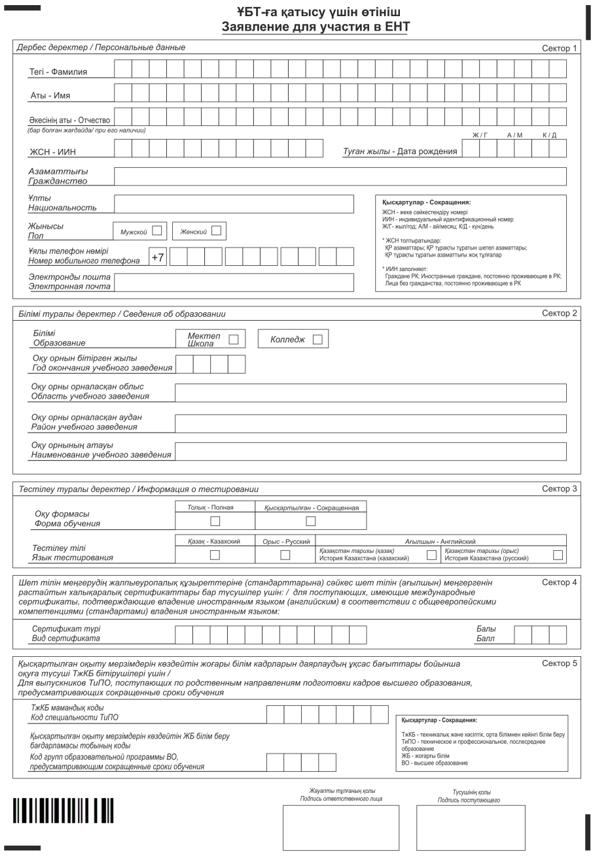 ҰБТ-ға қатысу үшін өтініш
Заявление для участия в ЕНТ
Дербес деректер / Персональные данные
Сектор 1
Тегі - Фамилия
Аты - Имя
Әкесінің аты - Отчество
(бар болған жағдайда/ при его наличии)
Ж / Г А / М К / Д
ЖСН - ИИН
Туған жылы - Дата рождения
Азаматтығы
Гражданство
Ұлты
Национальность
Жынысы
Пол
Мужской
Женский
Ұялы телефон нөмірі
Номер мобильного телефона
+7
Электронды пошта
Электронная почта
Қысқартулар - Сокращения:
ЖСН - жеке сәйкестендіру нөмірі
ИИН - индивидуальный идентификационный номер
Ж/Г - жыл/год; А/М - ай/месяц; К/Д - күн/день
* ЖСН толтыратындар:
ҚР азаматтары; ҚР тұрақты тұратын шетел азаматтары;
ҚР тұрақты тұратын азаматтығы жоқ тұлғалар
* ИИН заполняют:
Граждане РК; Иностранные граждане, постоянно проживающие в РК;
Лица без гражданства, постоянно проживающие в РК
Білімі туралы деректер / Сведения об образовании
Сектор 2
Білімі
Образование
Мектеп
Школа
Колледж
Оқу орнын бітірген жылы
Год окончания учебного заведения
Оқу орны орналасқан облыс
Область учебного заведения
Оқу орны орналасқан аудан
Район учебного заведения
Оқу орнының атауы
Наименование учебного заведения
Тестілеу туралы деректер / Информация о тестировании
Сектор 3
Оқу формасы
Форма обучения
Толық - Полная
Қысқартылған - Сокращенная
Тестілеу тілі
Язык тестирования
Қазақ - Казахский
Орыс - Русский
Ағылшын - Английский
Қазақстан тарихы (қазақ)
История Казахстана (казахский)
Қазақстан тарихы (орыс)
История Казахстана (русский)
Шет тілін меңгерудің жалпыеуропалық құзыреттеріне (стандарттарына) сәйкес шет тілін (ағылшын) меңгергенін
растайтын халықаралық сертификаттары бар түсушілер үшін: / для поступающих, имеющие международные
сертификаты, подтверждающие владение иностранным языком (английским) в соответствии с общеевропейскими
компетенциями (стандартами) владения иностранным языком:
Сектор 4
Сертификат түрі
Вид сертификата
Балы
Балл
Қысқартылған оқыту мерзімдерін көздейтін жоғары білім кадрларын даярлаудың ұқсас бағыттары бойынша
оқуға түсуші ТжКБ бітірушілері үшін /
Для выпускников ТиПО, поступающих по родственным направлениям подготовки кадров высшего образования,
предусматривающих сокращенные сроки обучения
Сектор 5
ТжКБ мамандық коды
Код специальности ТиПО
Қысқартылған оқыту мерзімдерін көздейтін ЖБ білім беру
бағдарламасы тобының коды
Код групп образовательной программы ВО,
предусматривающим сокращенные сроки обучения
Қысқартулар - Сокращения:
ТжКБ - техникалық және кәсіптік, орта білімнен кейінгі білім беру
ТиПО - техническое и профессиональное, послесреднее
образование
ЖБ - жоғарғы білім
ВО - высшее образование
Жауапты тұлғаның қолы
Подпись ответственного лица
Түсушінің қолы
Подпись поступающего